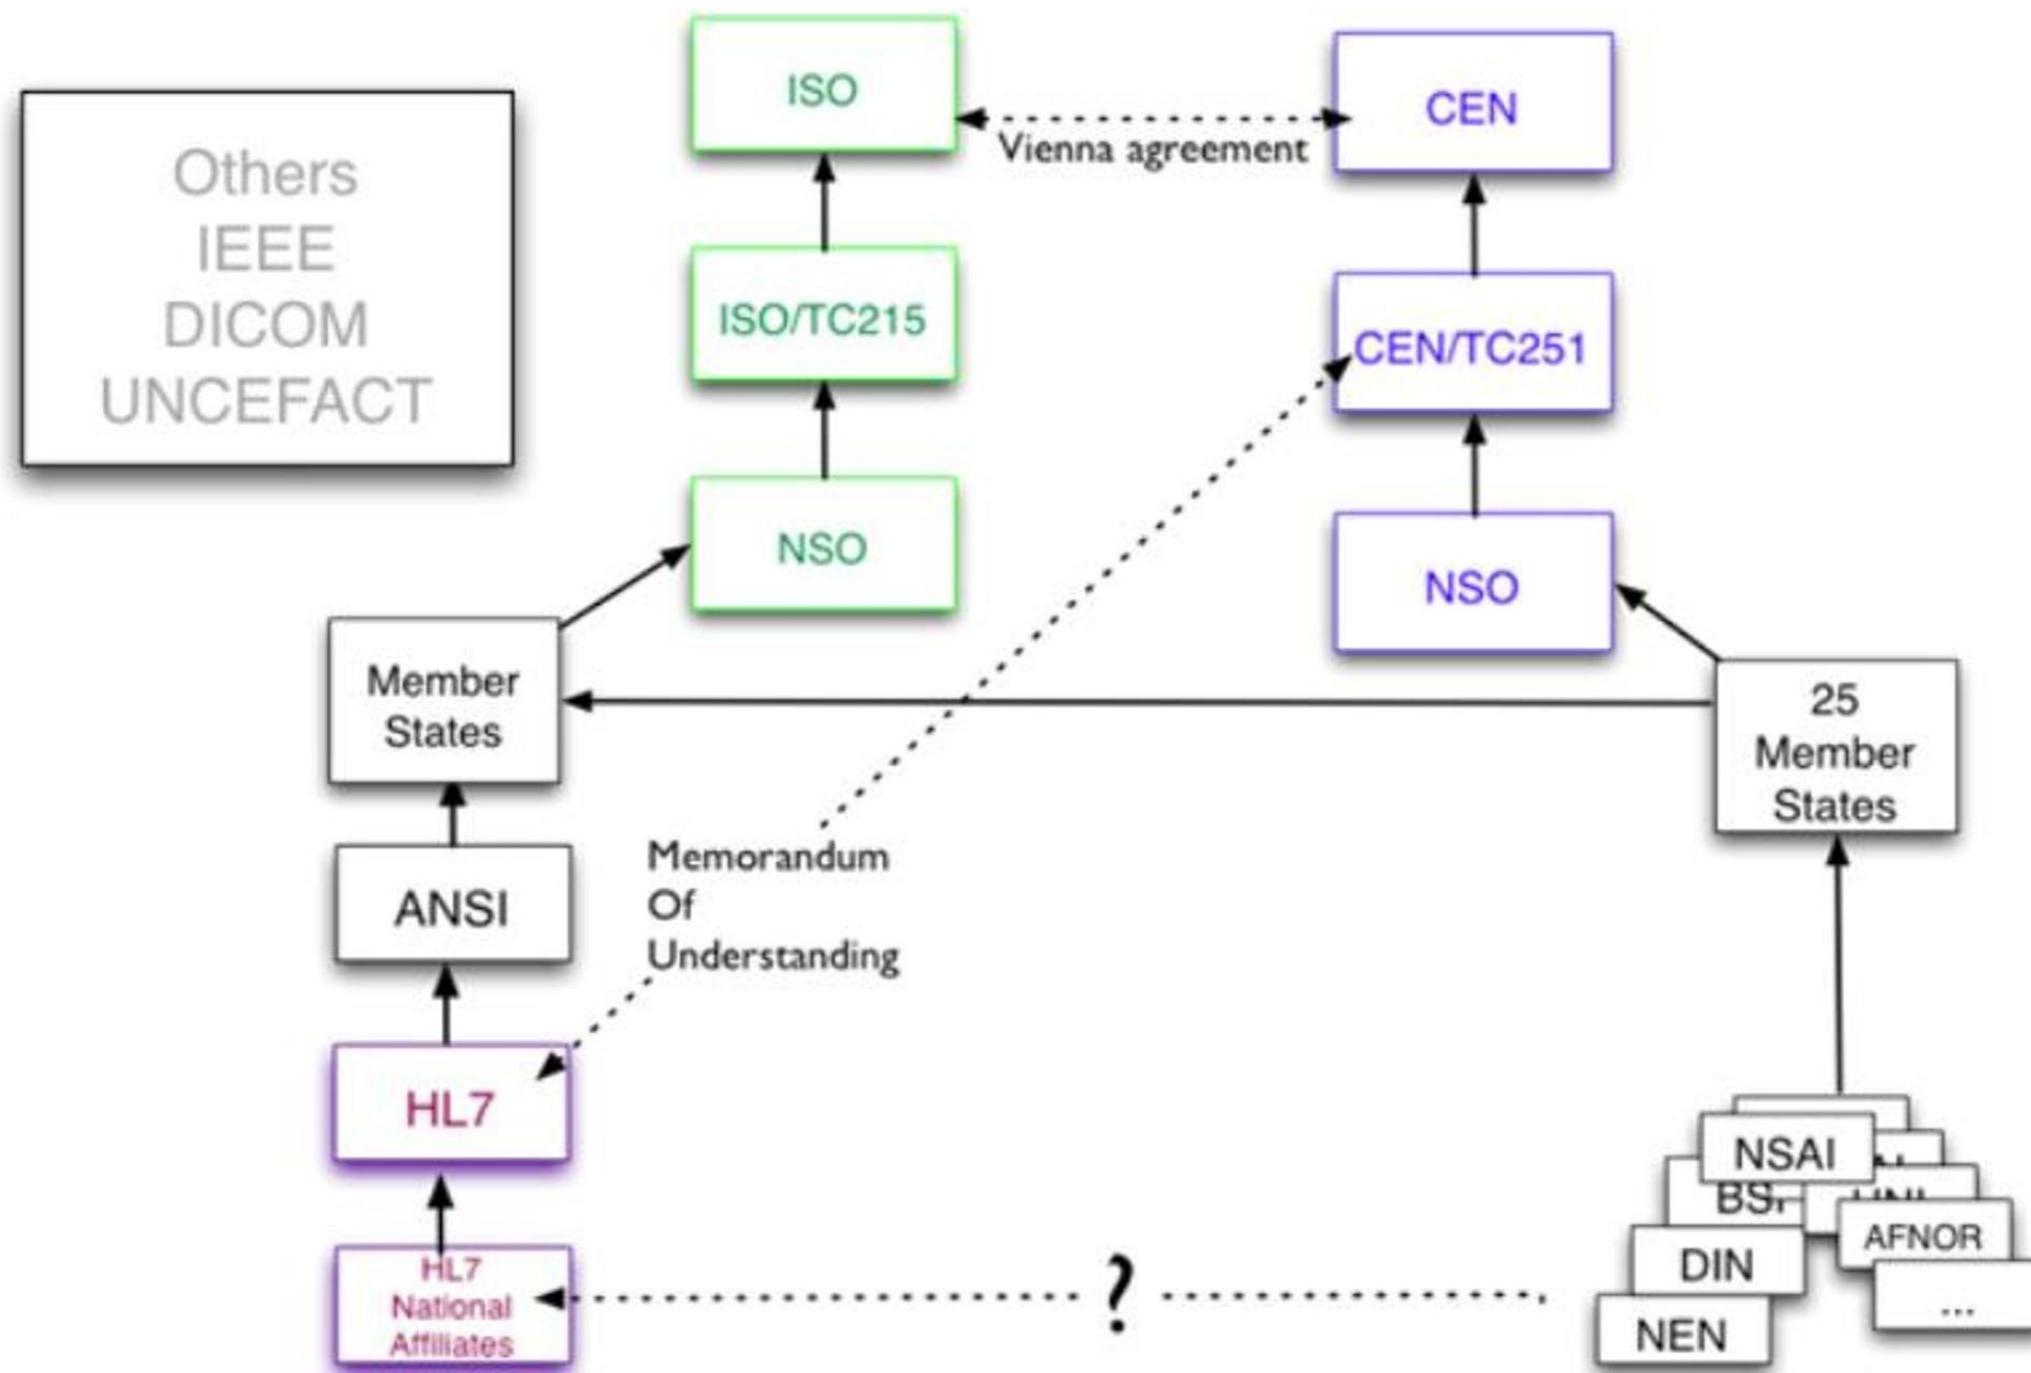 ISO
CEN
Vienna agreement
Others
IEEE
DICOM
UNCEFACT
ISO/TC215
CEN/TC251
NSO
NSO
Member
States
25
Member
States
Memorandum
Of
Understanding
ANSI
HL7
NSAI
AFNOR
DIN
NEN
...
HL7
National
Affiliates
?